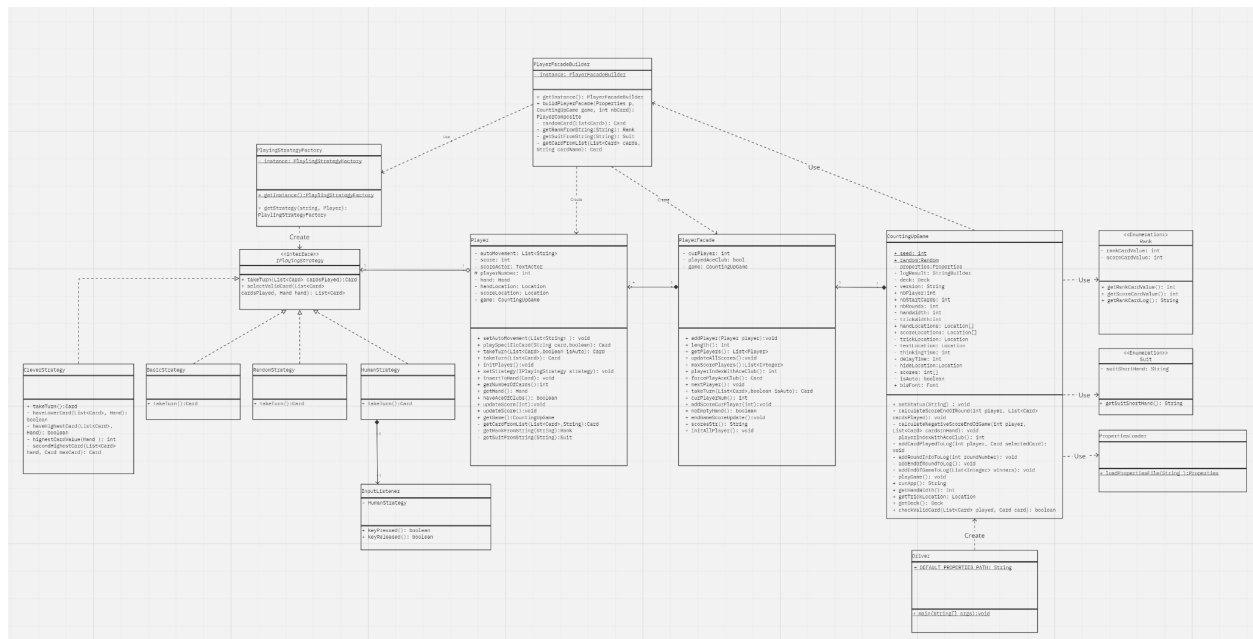 PlayerFacadeBuilder
- instance: PlayerFacadeBuilder
+ getInstance(): PlayerFacadeBuilder
+ buildPlayerFacade(Properties p,
CountingUpGame game, int nbCard):
PlayerComposite
- randomCard(List<Card>): Card
- getRankFromString(String): Rank
- getSuitFromString(String): Suit
- getCardFromList(List<Card> cards,
String cardName): Card
Use
Use
Create
Create
PlayingStrategyFactory
- instance: PlaylingStrategyFactory
+ getInstance():PlaylingStrategyFactory
+ getStrategy(string, Player):
PlaylingStrategyFactory
Create
<<interface>>
IPlayingStrategy
+ takeTurn(List<Card> cardsPlayed):Card
- selectValidCard(List<Card>
cardsPlayed, Hand hand): List<Card>
Player
- autoMovement: List<String>
- score: int
- scoreActor: TextActor
# playerNumber: int
- hand: Hand
- handLocation: Location
- scoreLocation: Location
- game: CountingUpGame
+ setAutoMovement(List<String> ): void
- playSpecificCard(String card,boolean): Card
+ takeTurn(List<Card>,boolean isAuto): Card
+ takeTurn(List<Card>): Card
+ initPlayer():void
+ setStrategy(IPlayingStrategy strategy): void
+ insertToHand(Card): void
+ getNumberOfCards():int
+ getHand(): Hand
+ haveAceOfClubs(): boolean
+ addScore(int):void
+ updateScore():void
+ getGame():CountingUpGame
- getCardFromList(List<Card>,String):Card
- getRankFromString(String):Rank
- getSuitFromString(String):Suit
PlayerFacade
- curPlayer: int
- playedAceClub: bool
- game: CountingUpGame
+ addPlayer(Player player):void
+ length(): int
+ getPlayers(): List<Player>
+ updateAllScores():void
- maxScorePlayers():List<Integer>
+ playerIndexWithAceClub(): int
+ forcePlayAceClub(): Card
+ nextPlayer(): void
+ takeTurn(List<Card>,boolean isAuto): Card
+ curPlayerNum(): int
+ addScoreCurPlayer(int):void
+ noEmptyHand(): boolean
+ endGameScoreUpdate():void
+ scoresStr(): String
+ initAllPlayer(): void
CountingUpGame
+ seed: int
+ random:Random
- properties:Properties
- logResult: StringBuilder
- deck: Deck
- version: String
+ nbPlayer:int
+ nbStartCards: int
+ nbRounds: int
- handWidth: int
- trickWidth:int
+ handLocations: Location[]
+ scoreLocations: Location[]
- trickLocation: Location
- textLocation: Location
- thinkingTime: int
- delayTime: int
- hideLocation:Location
- scores: int[]
- isAuto: boolean
+ bigFont: Font
+ setStatus(String) : void
- calculateScoreEndOfRound(int player, List<Card>
cardsPlayed): void
- calculateNegativeScoreEndOfGame(int player,
List<Card> cardsInHand): void
- playerIndexWithAceClub(): int
- addCardPlayedToLog(int player, Card selectedCard):
void
- addRoundInfoToLog(int roundNumber): void
- addEndOfRoundToLog(): void
- addEndOfGameToLog(List<Integer> winners): void
- playGame(): void
+ runApp(): String
+ getHandWidth(): int
+ getTrickLocation: Location
+ getDeck(): Deck
+ checkValidCard(List<Card> played, Card card): boolean
Use
<<Enumeration>>
Rank
- rankCardValue: int
- scoreCardValue: int
+ getRankCardValue(): int
+ getScoreCardValue(): int
+ getRankCardLog(): String
Use
<<Enumeration>>
Suit
- suitShortHand: String
+ getSuitShortHand(): String
Use
PropertiesLoader
+ loadPropertiesFile(String ):Properties
CleverStrategy
+ takeTurn():Card
- haveLowerCard(List<Card>, Hand):
boolean
+ haveHighestCard(List<Card>,
Hand): boolean
- highestCardValue(Hand ): int
- secondHighestCard(List<Card>
hand, Card maxCard): Card
BasicStrategy
+ takeTurn():Card
RandomStrategy
+ takeTurn():Card
HumanStrategy
+ takeTurn():Card
InputListener
- HumanStrategy
+ keyPressed(): boolean
+ keyReleased(): boolean
Create
Driver
+ DEFAULT_PROPERTIES_PATH: String
+ main(String[] args):void